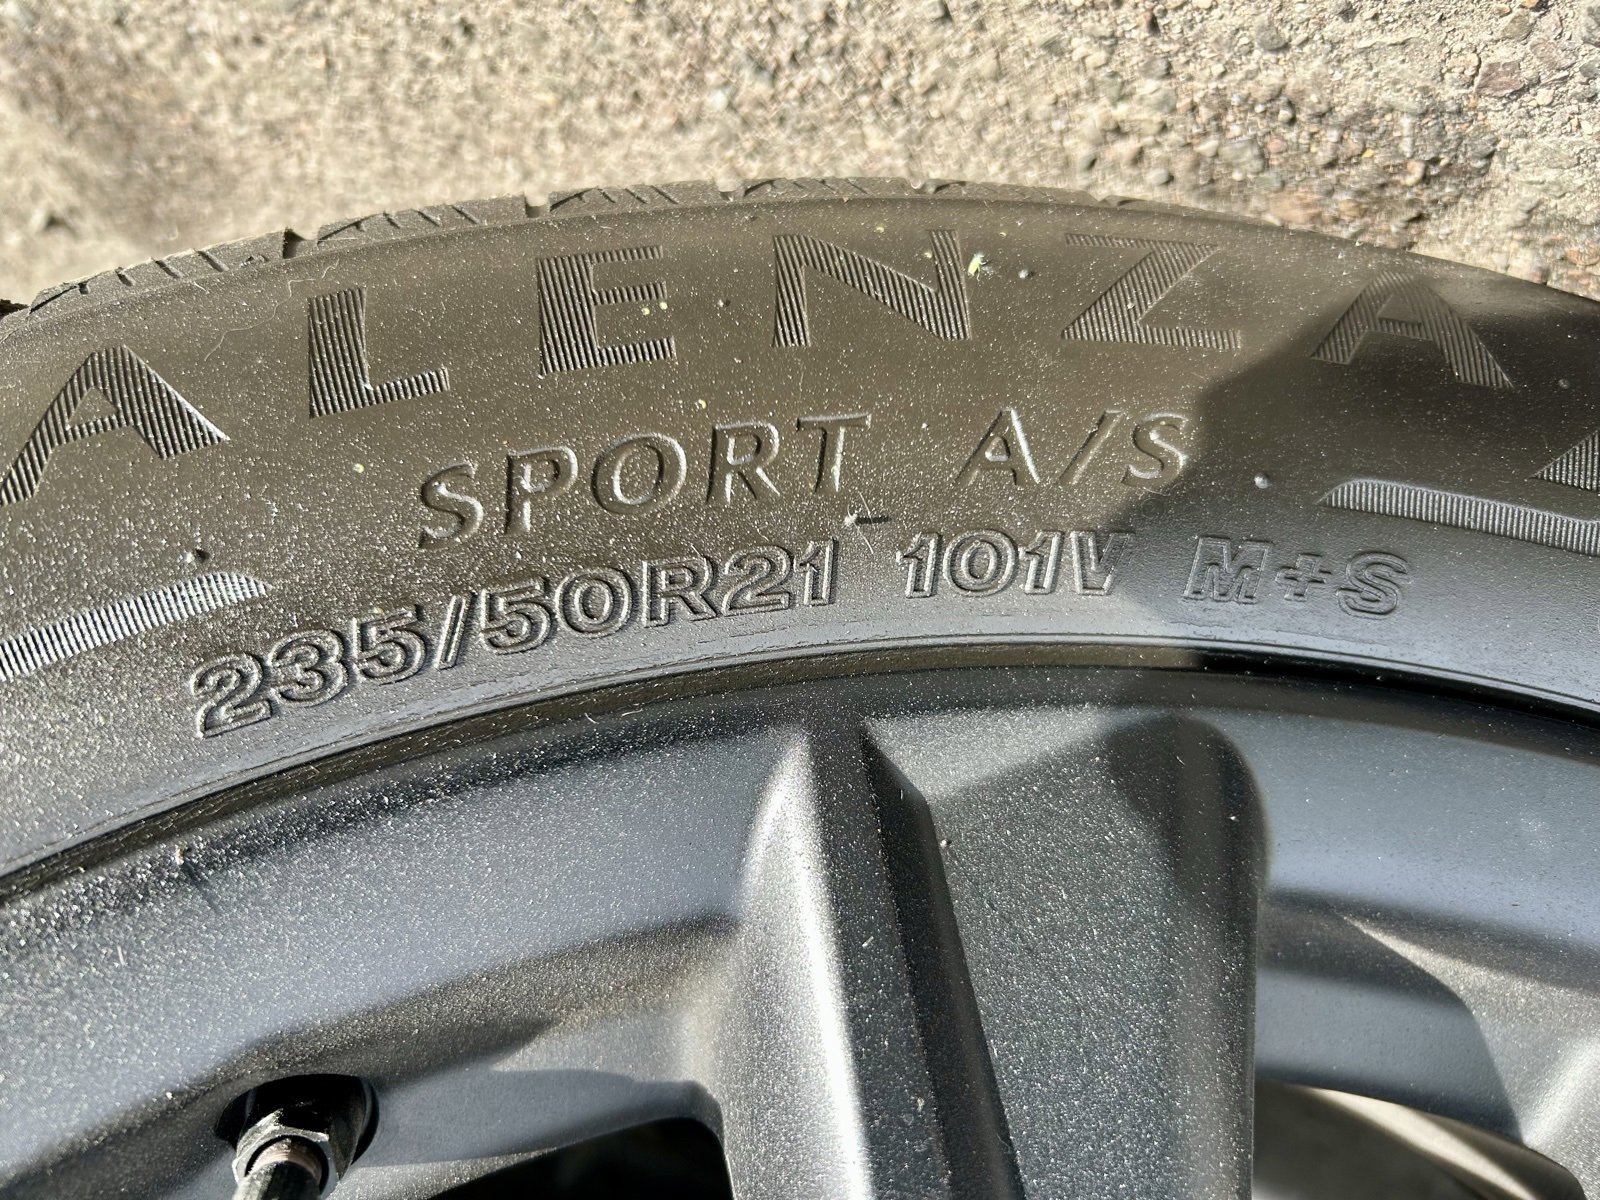 ALENZA
SPORT A/S
235/50R21 101V M+S